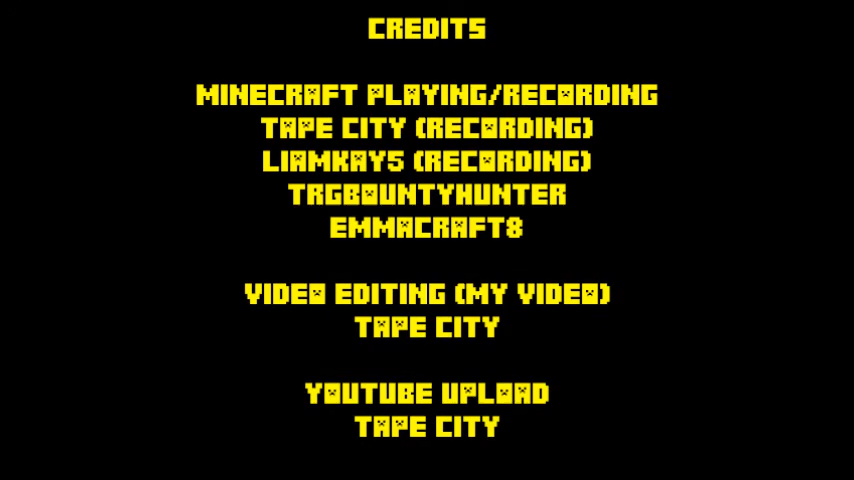 CREDITS
MINECRAFT PLAYING/RECORDING
TAPE CITY (RECORDING)
LIAMKAY5 (RECORDING)
TRGBOUNTYHUNTER
EMMACRAFT8
VIDEO EDITING (MY VIDEO)
TAPE CITY
YOUTUBE UPLOAD
TAPE CITY